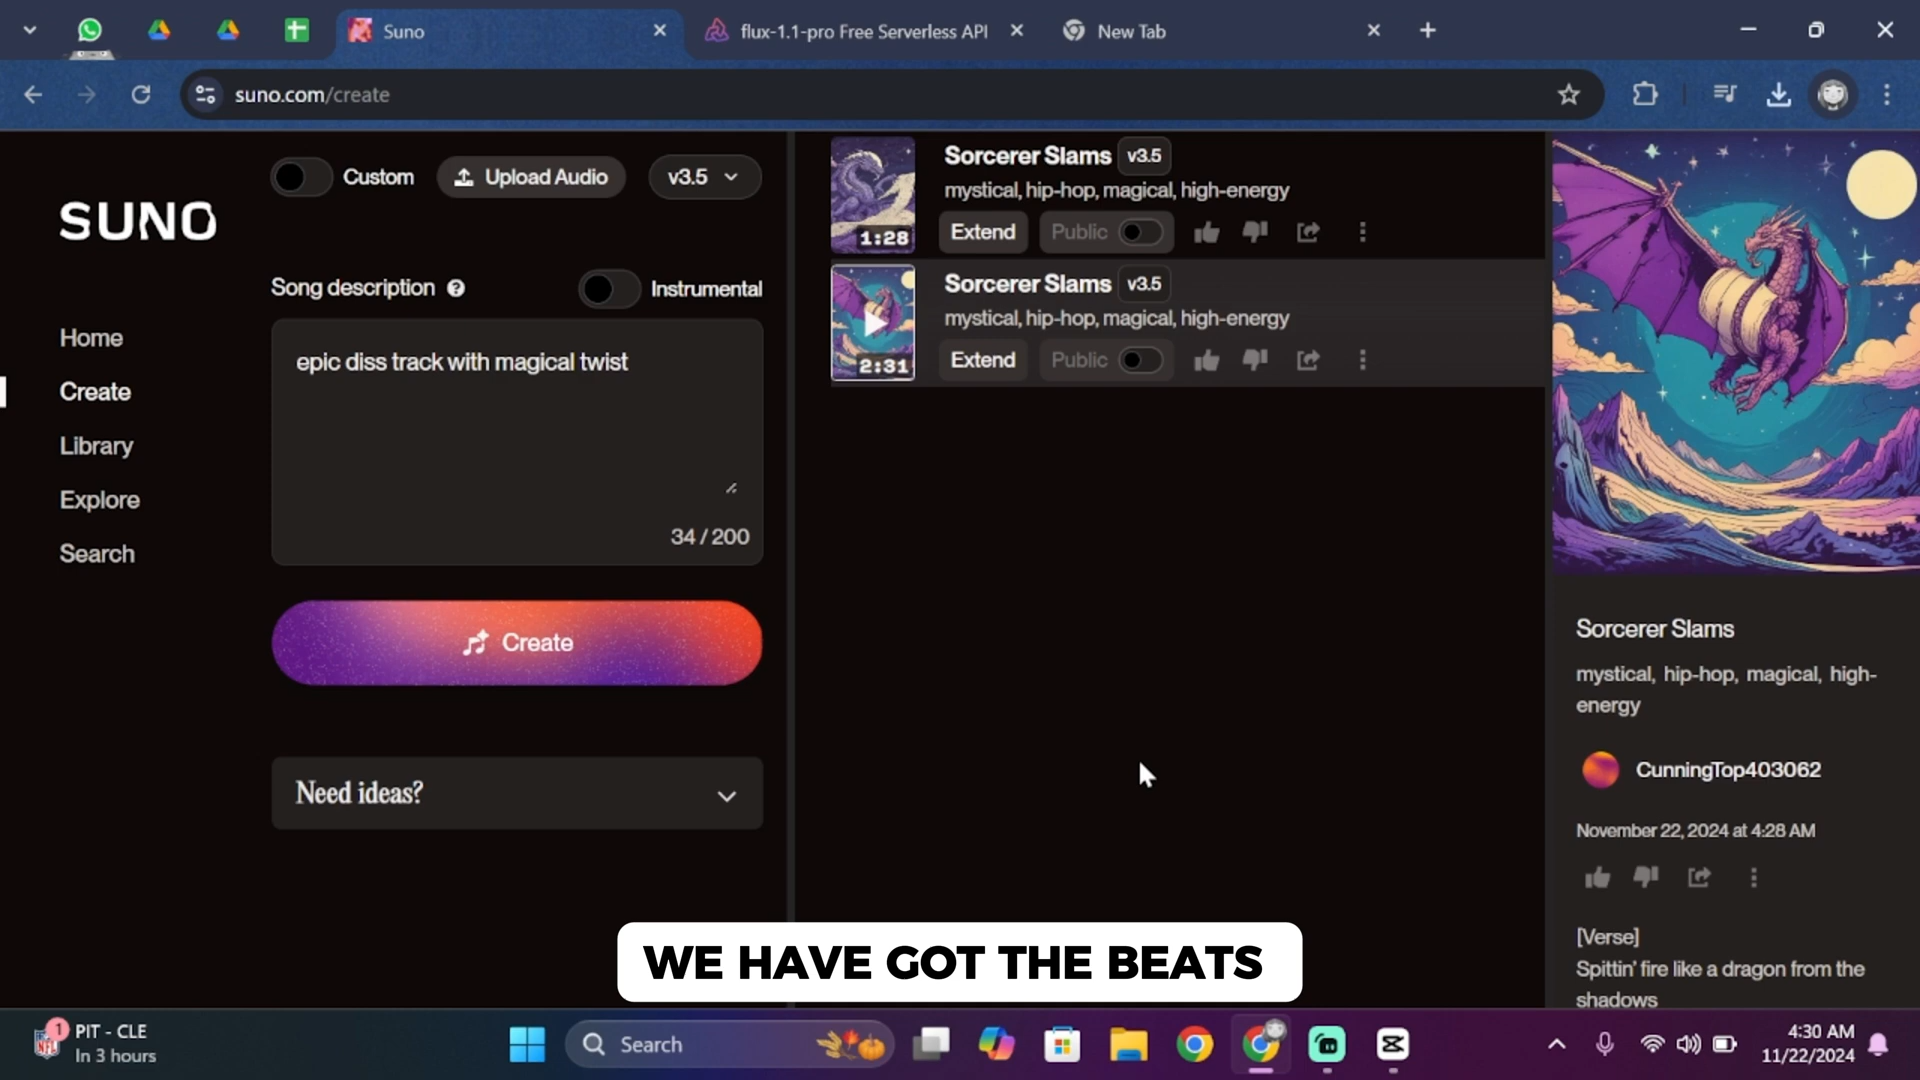 Suno
flux-1.1-pro Free Serverless API
New Tab
suno.com/create
SUNO
Home
Create
Library
Explore
Search
Custom
Upload Audio
v3.5
Song description
Instrumental
epic diss track with magical twist
34 / 200
Create
Need ideas?
Sorcerer Slams v3.5
mystical, hip-hop, magical, high-energy
1:28
Extend Public
Sorcerer Slams v3.5
mystical, hip-hop, magical, high-energy
2:31
Extend Public
Sorcerer Slams
mystical, hip-hop, magical, high-
energy
CunningTop403062
November 22, 2024 at 4:28 AM
[Verse]
Spittin' fire like a dragon from the
shadows
WE HAVE GOT THE BEATS
1
PIT - CLE
In 3 hours
Search
4:30 AM
11/22/2024